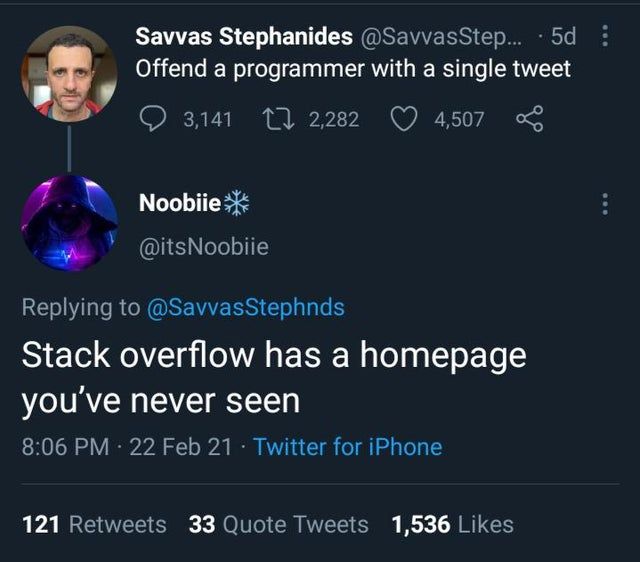 Savvas Stephanides @SavvasStep... · 5d
Offend a programmer with a single tweet
3,141 2,282 4,507
Noobiie❄
@itsNoobiie
Replying to @SavvasStephnds
Stack overflow has a homepage
you've never seen
8:06 PM · 22 Feb 21 · Twitter for iPhone
121 Retweets 33 Quote Tweets 1,536 Likes